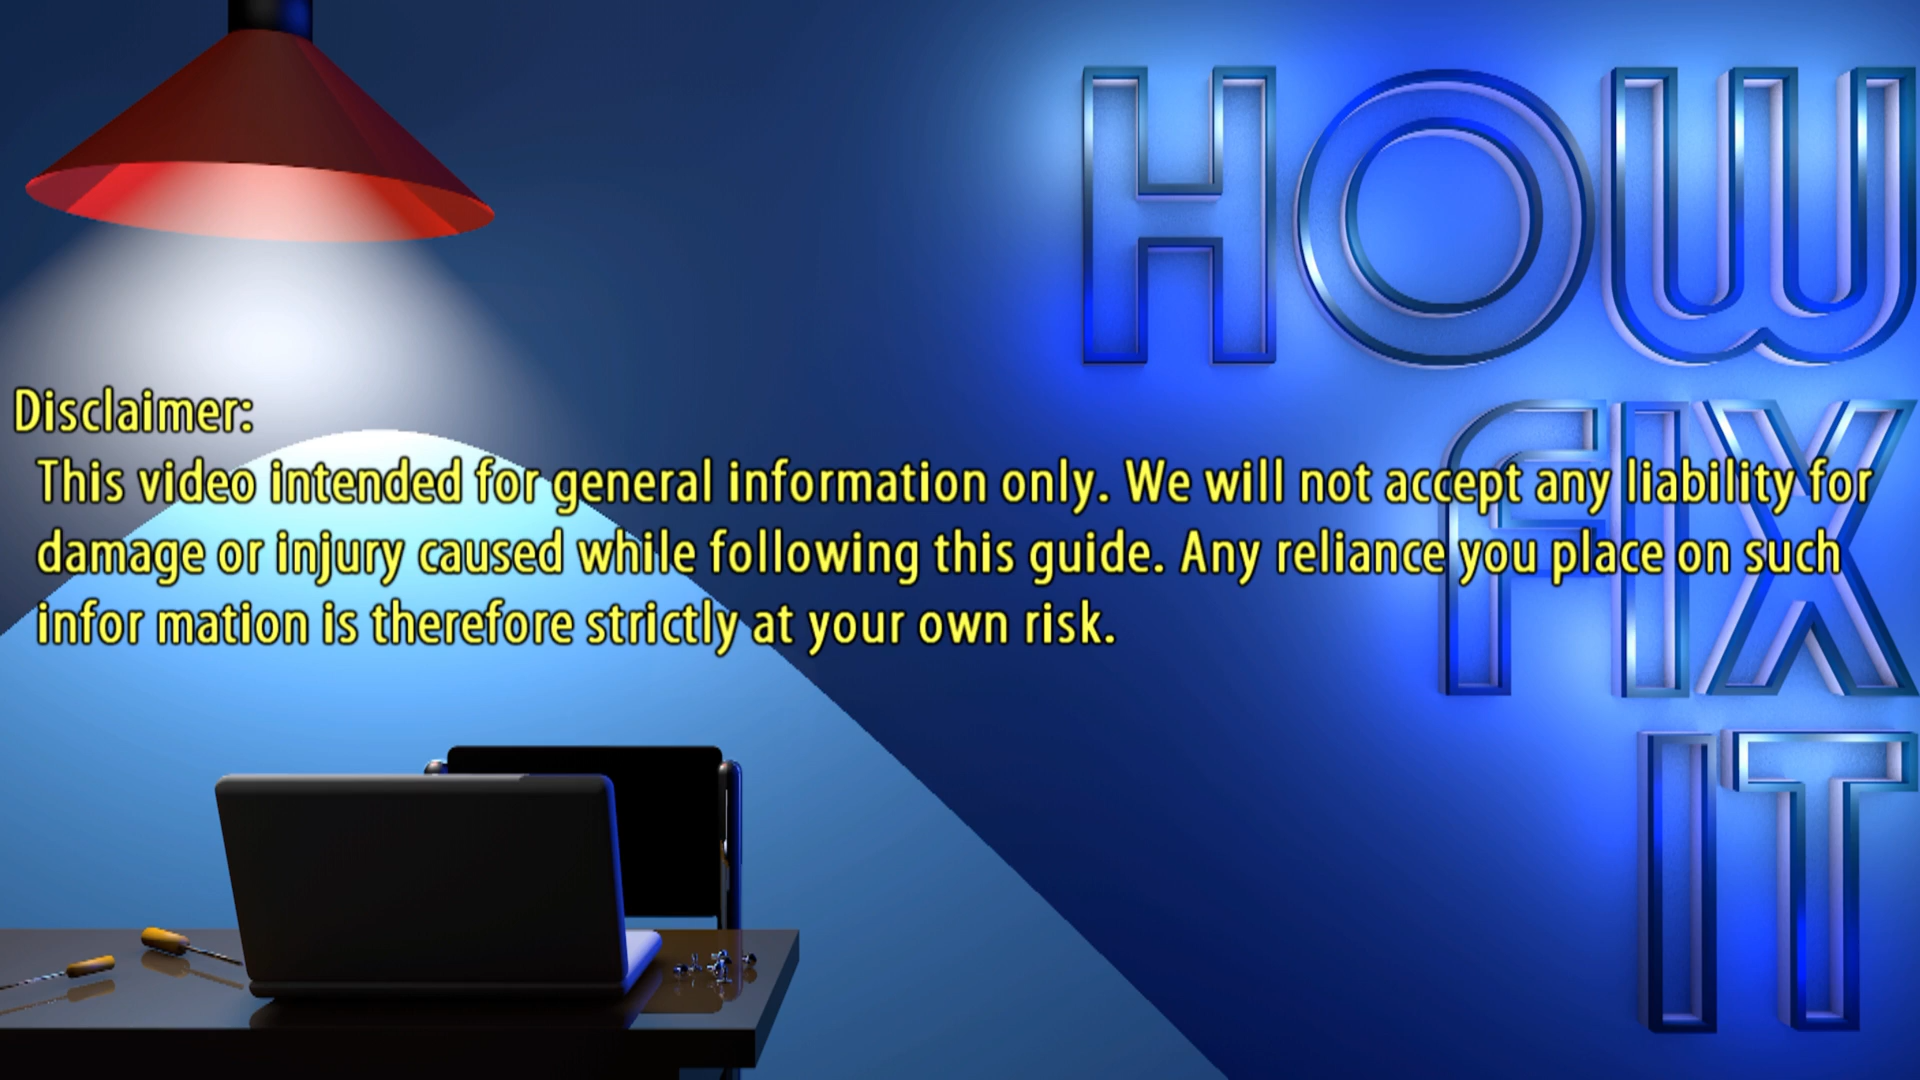 HOW
FIX
IT
Disclaimer:
This video intended for general information only. We will not accept any liability for
damage or injury caused while following this guide. Any reliance you place on such
infor mation is therefore strictly at your own risk.